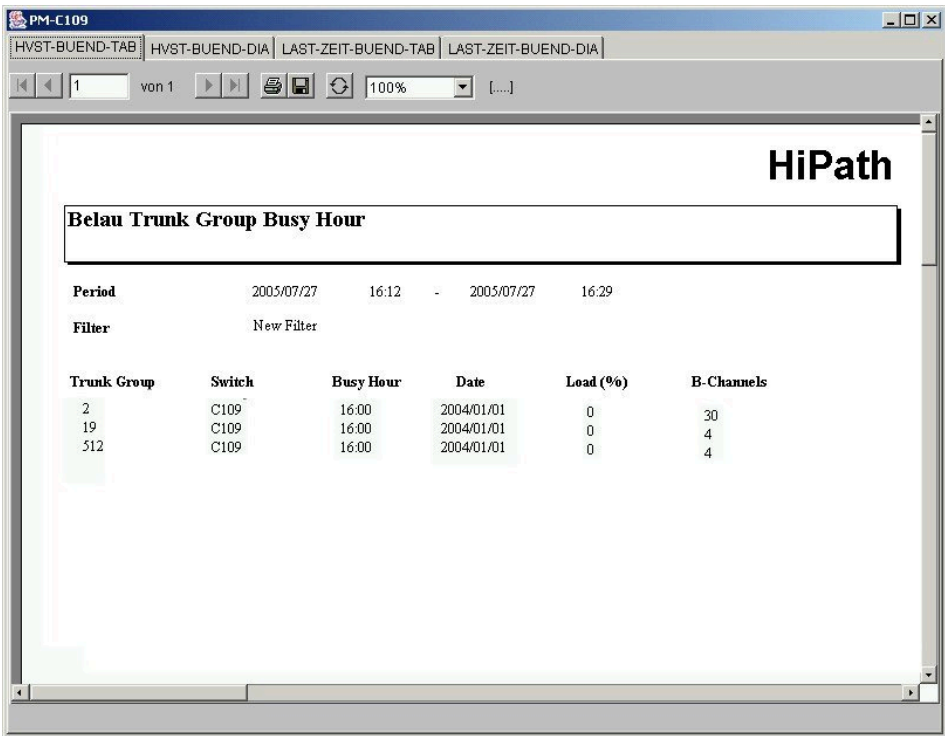 PM-C109
HVST-BUEND-TAB HVST-BUEND-DIA LAST-ZEIT-BUEND-TAB LAST-ZEIT-BUEND-DIA
1 von 1 100% [.....]
HiPath
Belau Trunk Group Busy Hour
Period 2005/07/27 16:12 - 2005/07/27 16:29
Filter New Filter
Trunk Group Switch Busy Hour Date Load (%) B-Channels
2 C109 16:00 2004/01/01 0 30
19 C109 16:00 2004/01/01 0 4
512 C109 16:00 2004/01/01 0 4